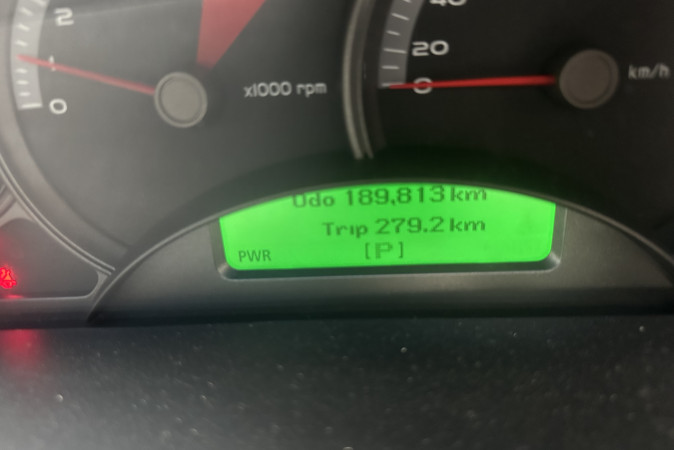 2
1
0
x1000 rpm
40
20
0
km/h
Odo 189,813 km
Trip 279.2 km
PWR
[P]